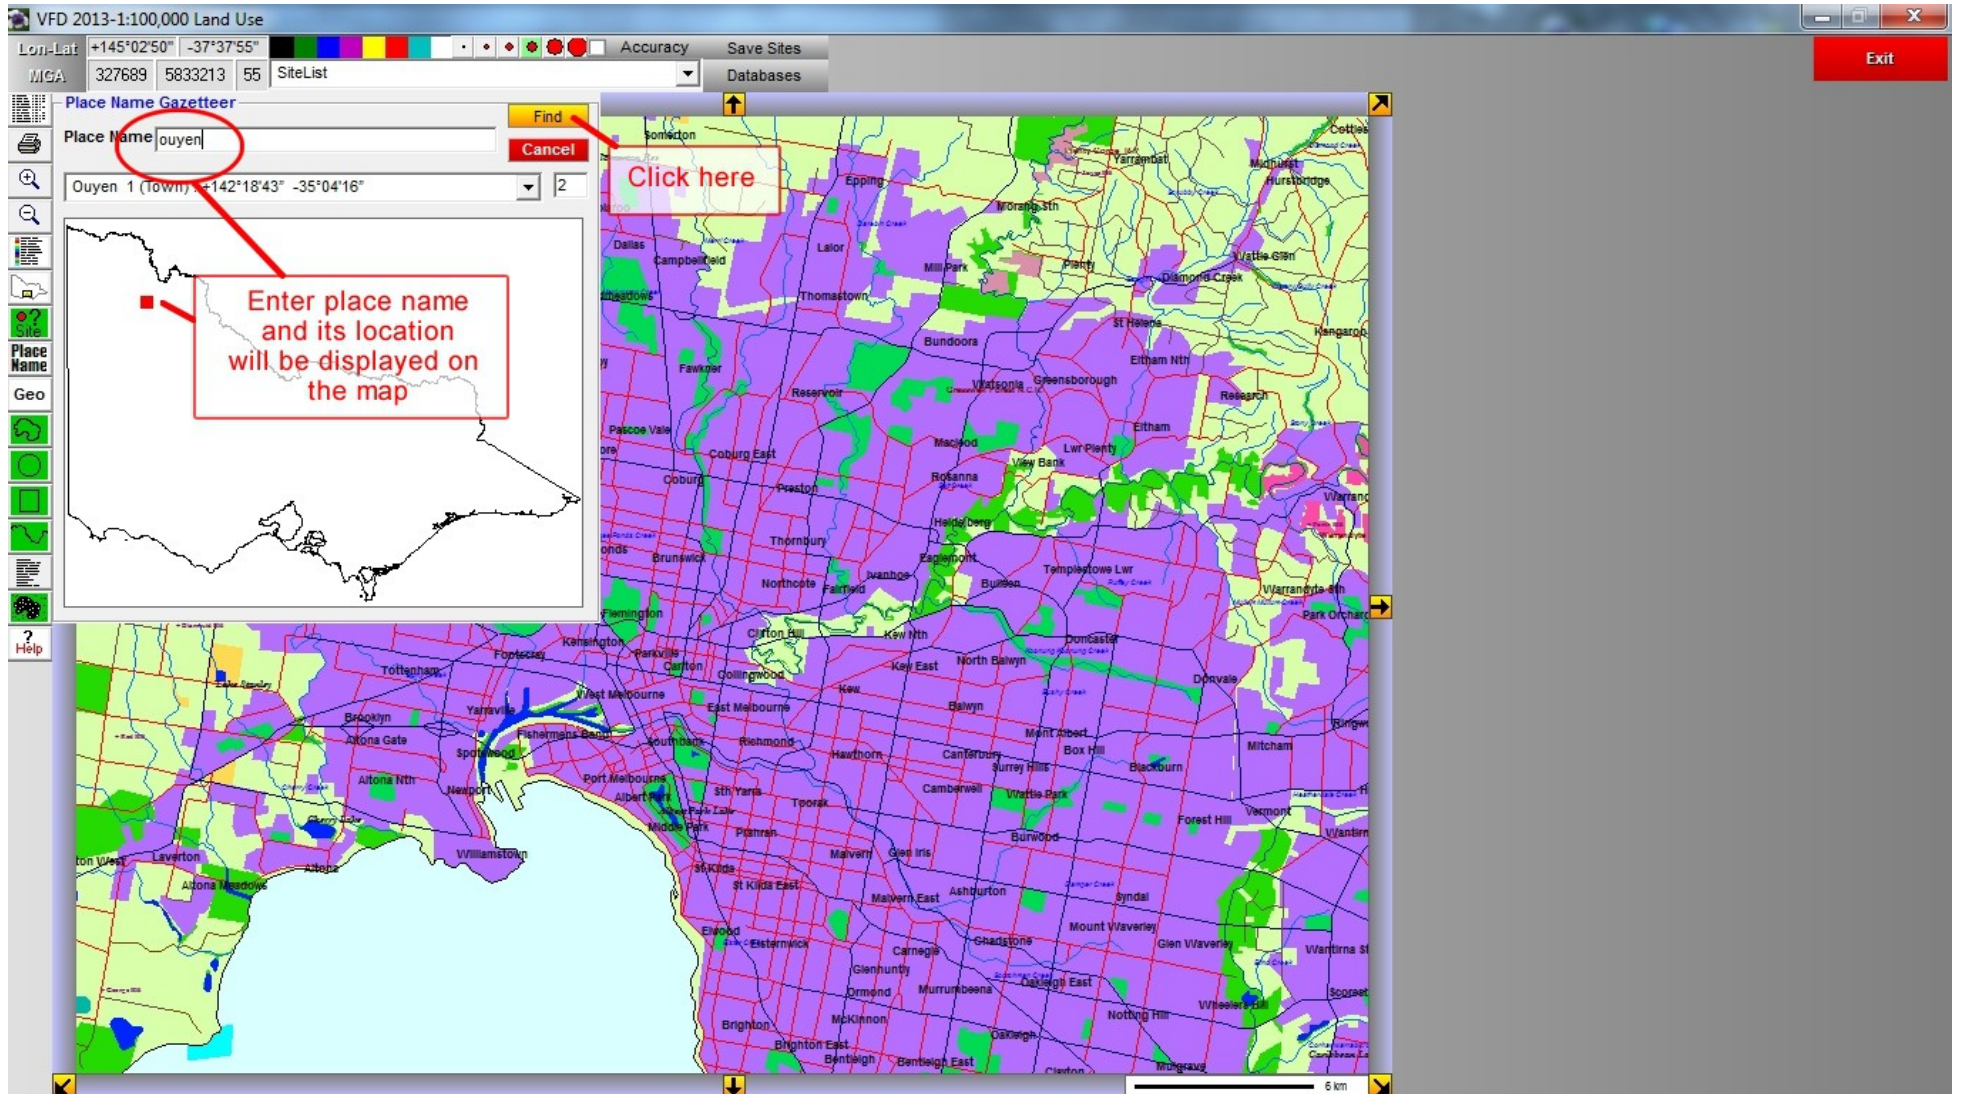 VFD 2013-1:100,000 Land Use
Lon-Lat +145°02'50" -37°37'55" Accuracy Save Sites
MGA 327689 5833213 55 SiteList Databases
Exit
Place Name Gazetteer
Find
Place Name ouyen
Cancel
Ouyen 1 (Town) : +142°18'43" -35°04'16" 2
Click here
Enter place name
and its location
will be displayed on
the map
Site
Place
Name
Geo
?
Help
Somerton
Yarrambat
Midhurst
Hurstbridge
Epping
Morang Sth
Dallas
Lalor
Campbellfield
Mill Park
Plenty
Wattle Glen
Diamond Creek
Thomastown
St Helena
Bundoora
Eltham Nth
Fawkner
Watsonia
Greensborough
Reservoir
Research
Pascoe Vale
Eltham
Macleod
Coburg East
Lwr Plenty
View Bank
Coburg
Preston
Rosanna
Heidelberg
Thornbury
Brunswick
Eaglemont
Templestowe Lwr
Ivanhoe
Bulleen
Northcote
Fairfield
Warrandyte Sth
Flemington
Park Orchard
Clifton Hill
Kew Nth
Doncaster
Kensington
Parkville
Footscray
Carlton
North Balwyn
Tottenham
Kew East
Collingwood
Donvale
Lake Stanley
Kew
West Melbourne
East Melbourne
Balwyn
Yarraville
Brooklyn
Fishermens Bend
Mont Albert
Altona Gate
Southbank
Richmond
Box Hill
Mitcham
Spotswood
Hawthorn
Canterbury
Surrey Hills
Blackburn
Altona Nth
Port Melbourne
Newport
Albert Park
Sth Yarra
Camberwell
Wattle Park
Toorak
Albert Park Lake
Vermont
Cherry Lake
Forest Hill
Middle Park
Prahran
Burwood
Laverton
Williamstown
Malvern
Glen Iris
Altona
St Kilda
Altona Meadows
St Kilda East
Ashburton
Malvern East
Syndal
Mount Waverley
Elwood
Elsternwick
Chadstone
Glen Waverley
Carnegie
Glenhuntly
Oakleigh East
Ormond
Murrumbeena
Wheelers Hill
Notting Hill
McKinnon
Brighton
Oakleigh
Brighton East
Bentleigh
Bentleigh East
Mulgrave
Clayton
6 km